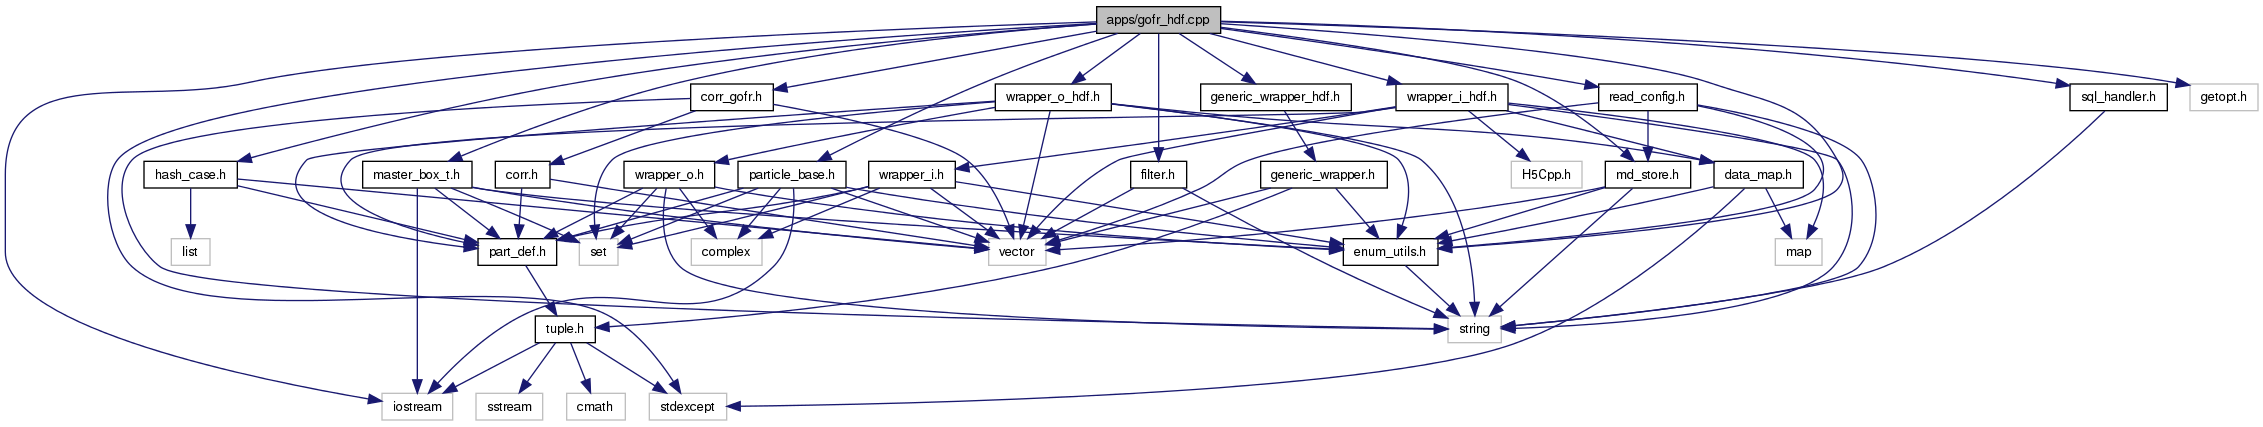 apps/gofr_hdf.cpp
corr_gofr.h
wrapper_o_hdf.h
generic_wrapper_hdf.h
wrapper_i_hdf.h
read_config.h
sql_handler.h
getopt.h
hash_case.h
master_box_t.h
corr.h
wrapper_o.h
particle_base.h
wrapper_i.h
filter.h
generic_wrapper.h
H5Cpp.h
md_store.h
data_map.h
list
part_def.h
set
complex
vector
enum_utils.h
map
tuple.h
string
iostream
sstream
cmath
stdexcept